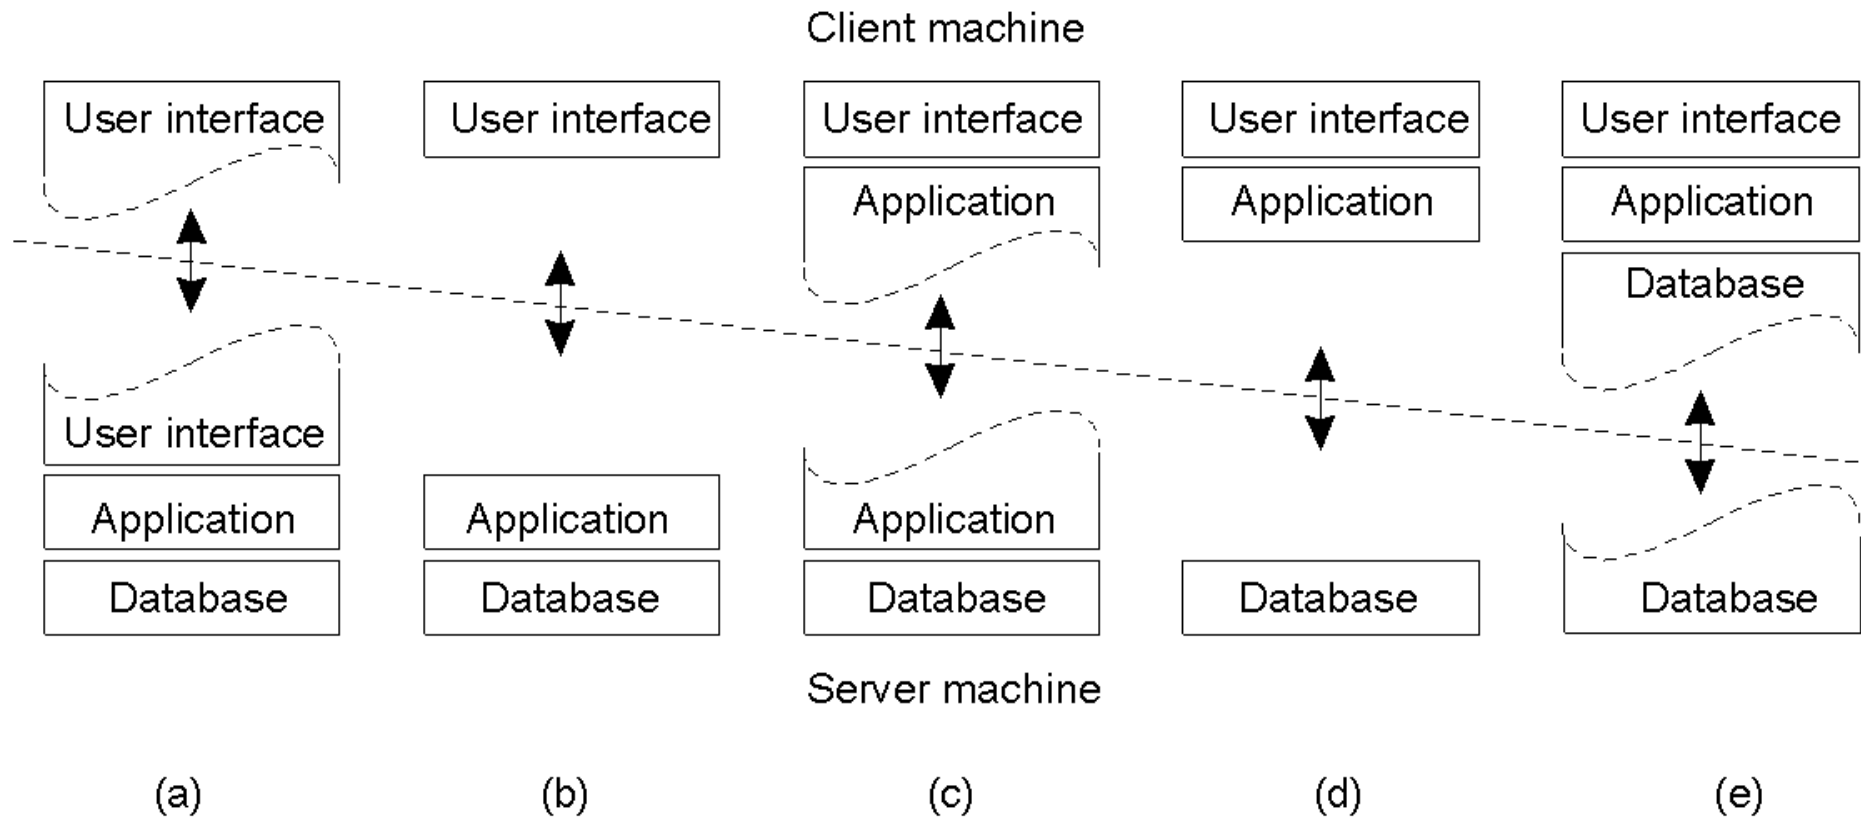 Client machine
User interface User interface User interface User interface User interface
Application Application Application
Database
User interface
Application Application Application
Database Database Database Database Database
Server machine
(a) (b) (c) (d) (e)